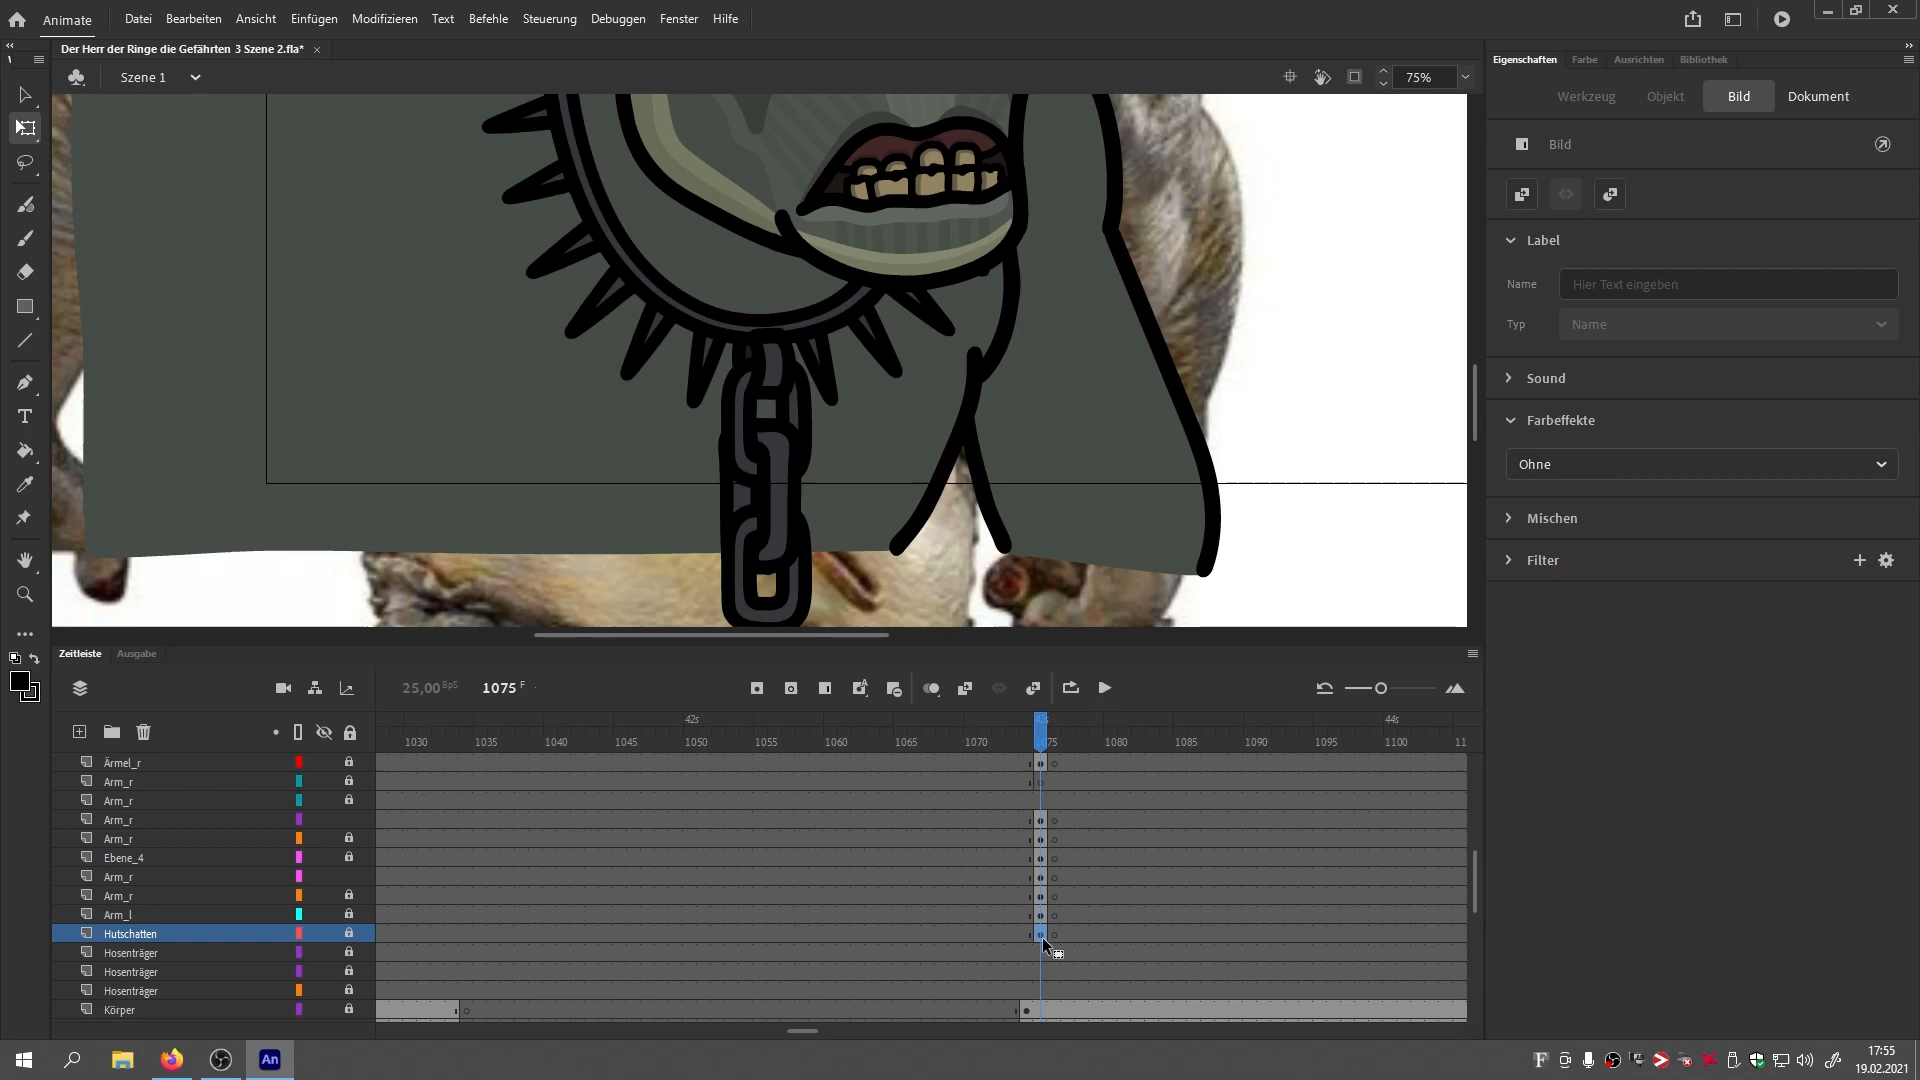 Animate
Datei Bearbeiten Ansicht Einfügen Modifizieren Text Befehle Steuerung Debuggen Fenster Hilfe
Der Herr der Ringe die Gefährten 3 Szene 2.fla*
Szene 1
75%
Eigenschaften Farbe Ausrichten Bibliothek
Werkzeug Objekt Bild Dokument
Bild
Label
Name Hier Text eingeben
Typ Name
Sound
Farbeffekte
Ohne
Mischen
Filter
Zeitleiste Ausgabe
25,00 BpS 1075 F
42s 43s 44s
1030 1035 1040 1045 1050 1055 1060 1065 1070 1075 1080 1085 1090 1095 1100 11
Ärmel_r
Arm_r
Arm_r
Arm_r
Arm_r
Ebene_4
Arm_r
Arm_r
Arm_l
Hutschatten
Hosenträger
Hosenträger
Hosenträger
Körper
An
17:55
19.02.2021